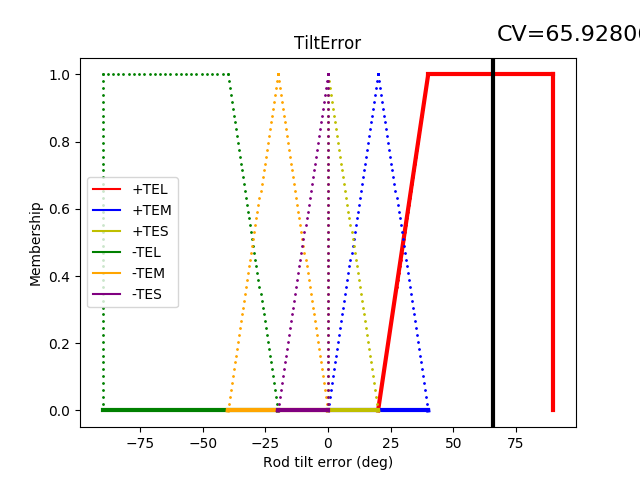 CV=65.9280
TiltError
1.0
0.8
0.6
0.4
0.2
0.0
Membership
+TEL
+TEM
+TES
-TEL
-TEM
-TES
−75 −50 −25 0 25 50 75
Rod tilt error (deg)